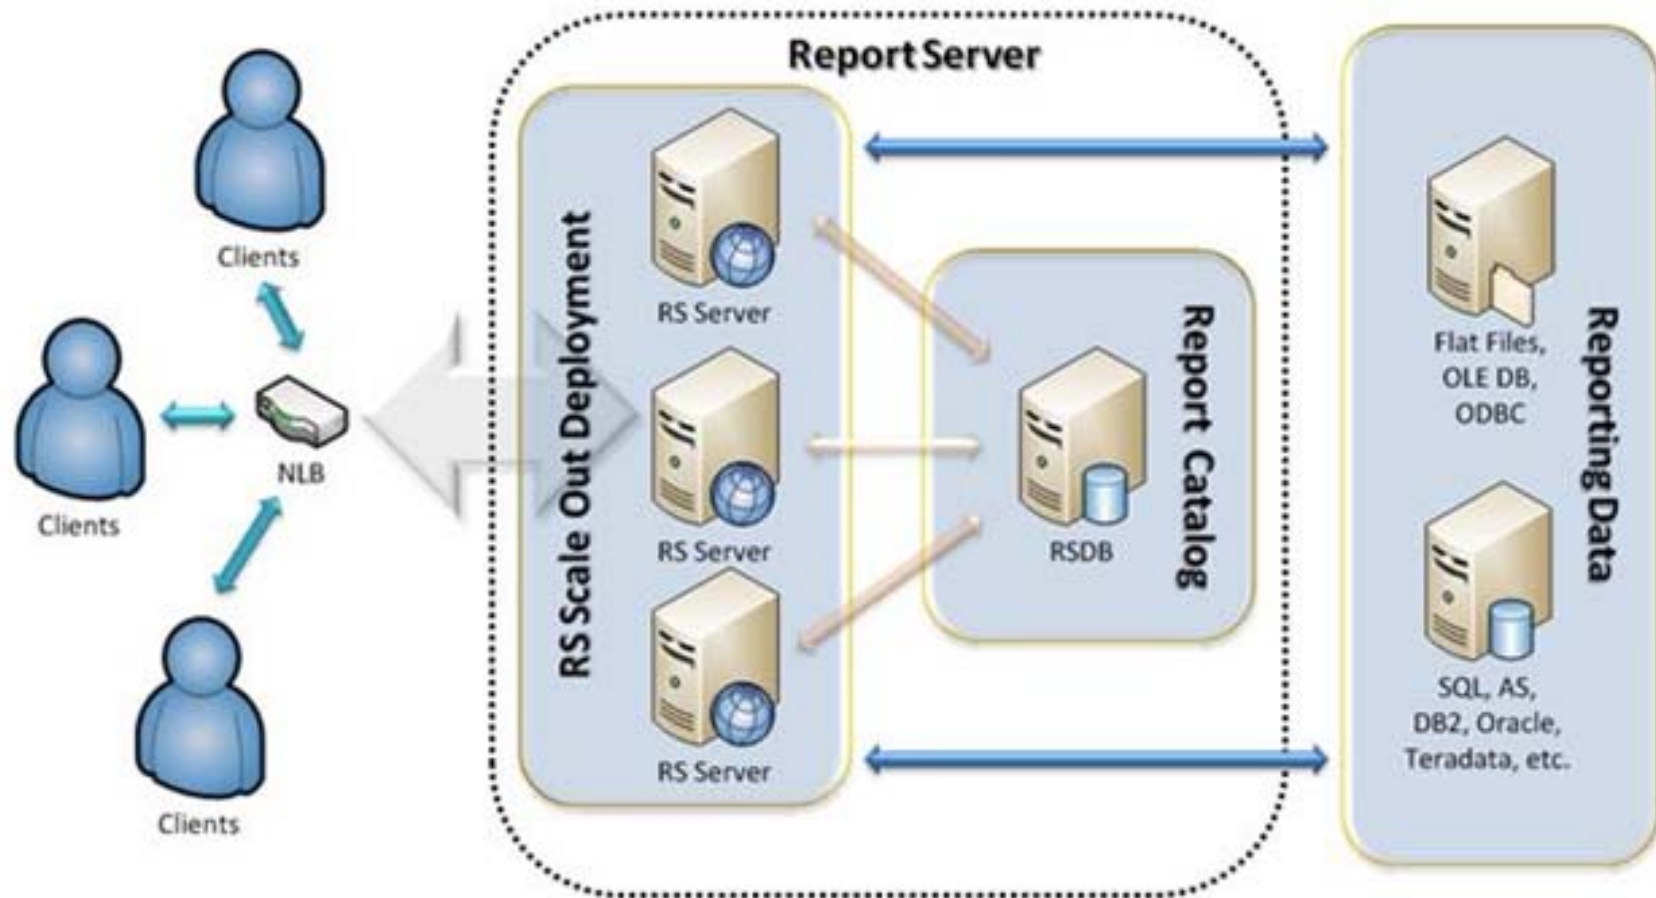 Report Server
Clients
Clients
Clients
NLB
RS Scale Out Deployment
RS Server
RS Server
RS Server
Report Catalog
RSDB
Reporting Data
Flat Files,
OLE DB,
ODBC
SQL, AS,
DB2, Oracle,
Teradata, etc.